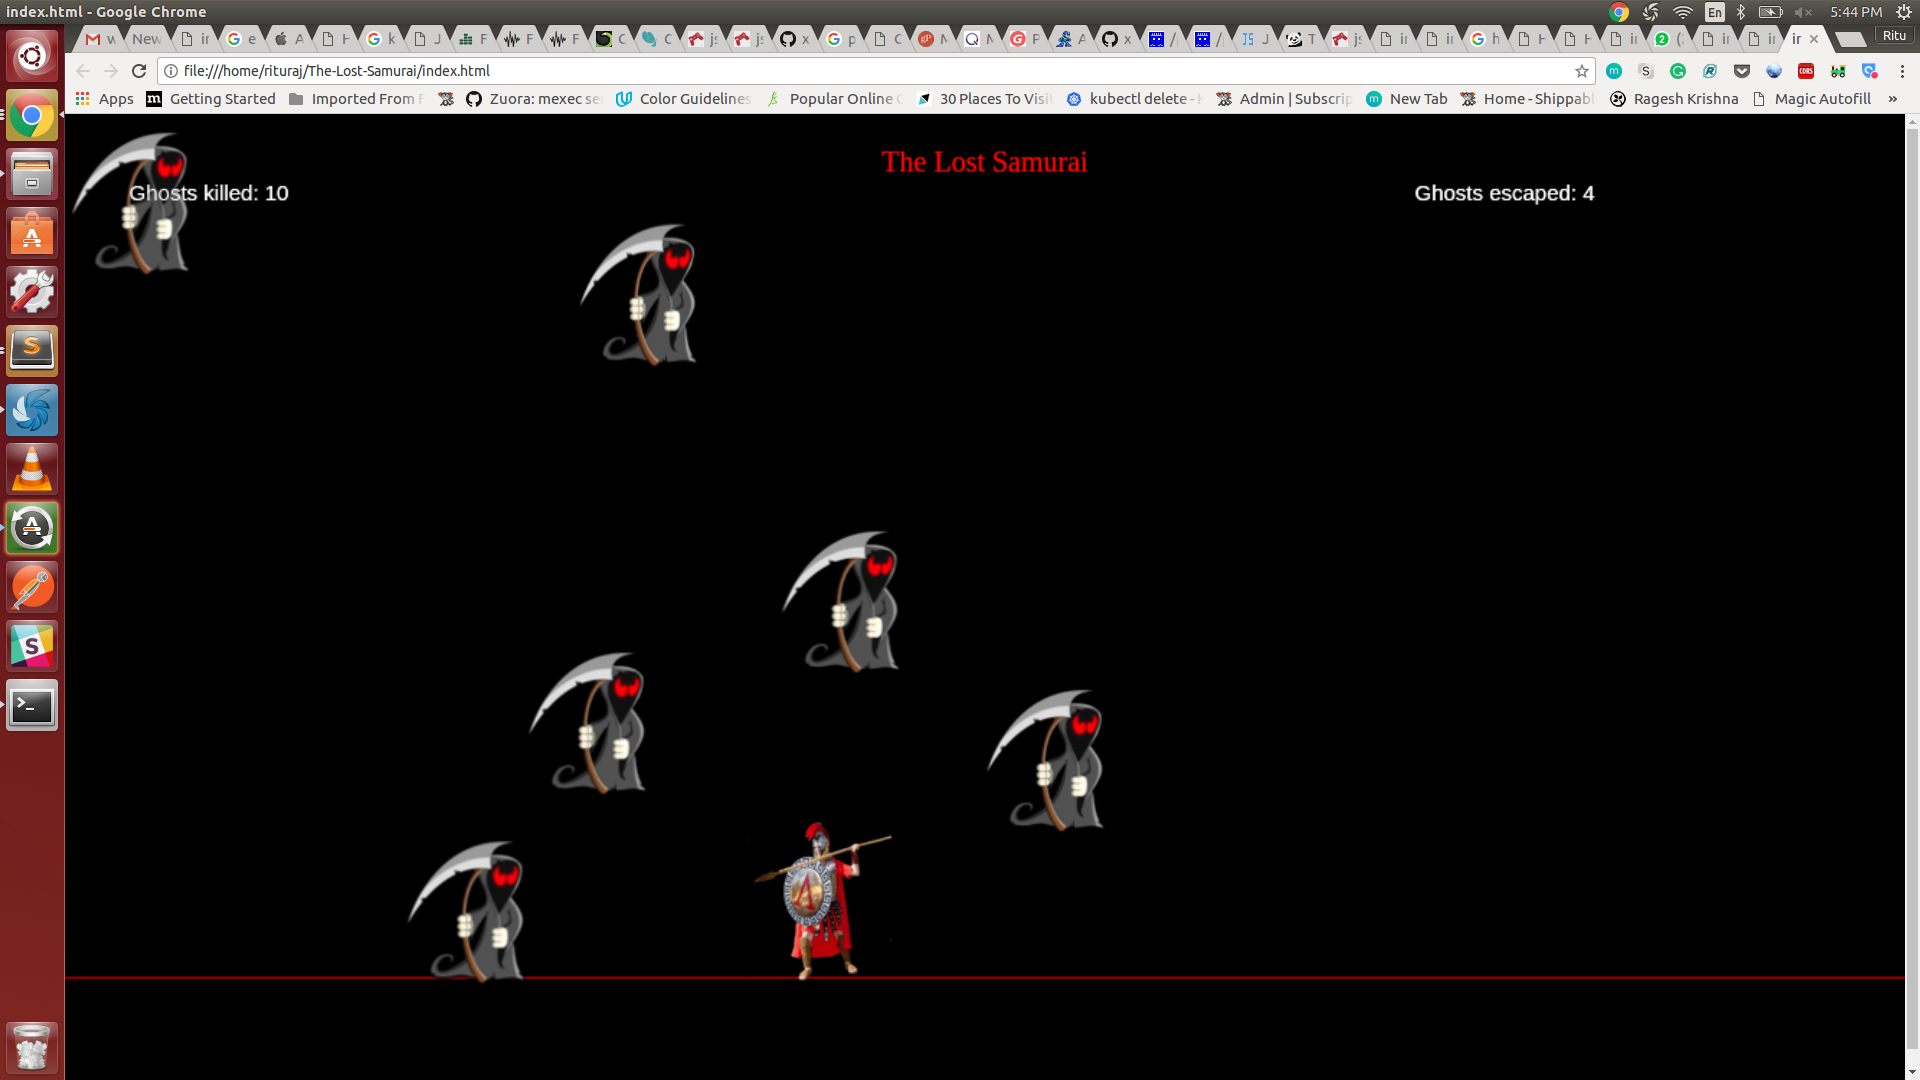 index.html - Google Chrome
En
5:44 PM
Ritu
file:///home/rituraj/The-Lost-Samurai/index.html
Apps
Getting Started
Imported From
Zuora: mexec
Color Guidelines
Popular Online
30 Places To Visit
kubectl delete -
Admin | Subscrip
New Tab
Home - Shippab
Ragesh Krishna
Magic Autofill
»
The Lost Samurai
Ghosts killed: 10
Ghosts escaped: 4